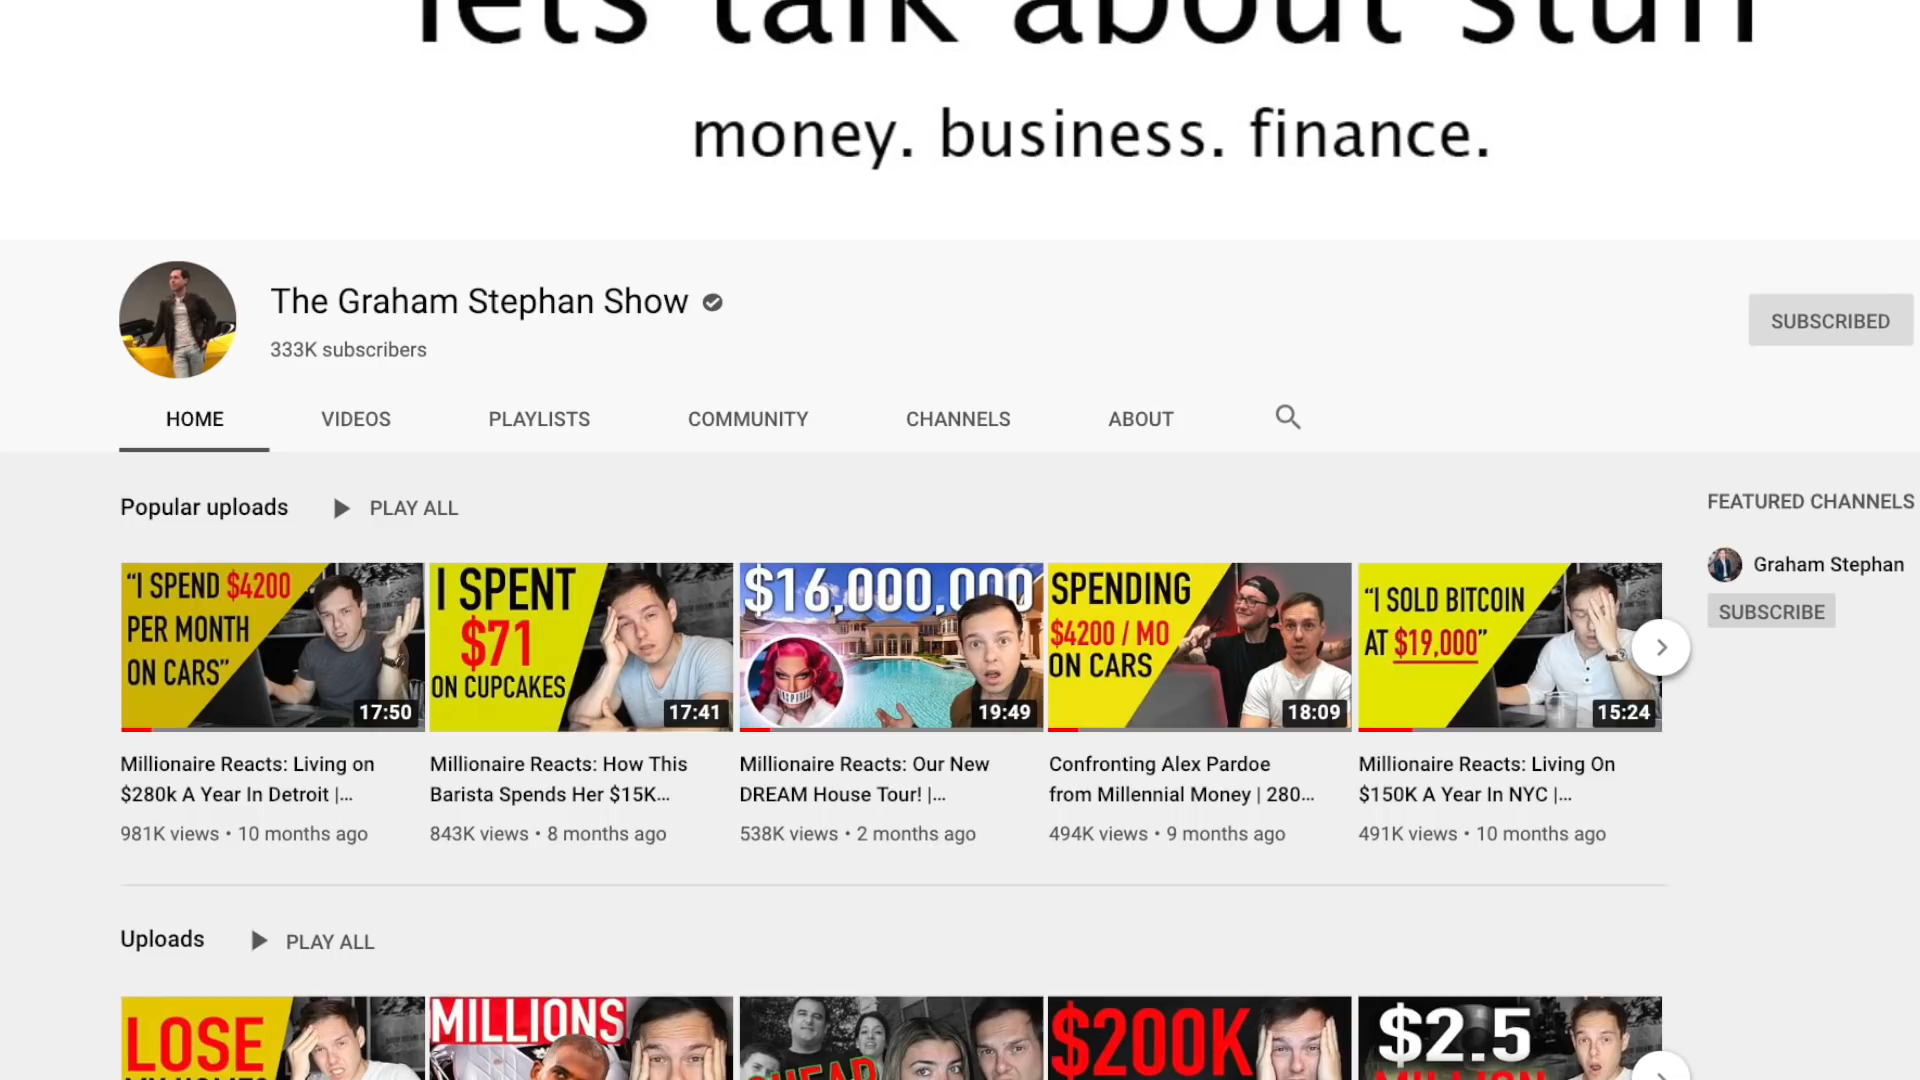 lets talk about stuff
money. business. finance.
The Graham Stephan Show
333K subscribers
SUBSCRIBED
HOME VIDEOS PLAYLISTS COMMUNITY CHANNELS ABOUT
Popular uploads PLAY ALL
FEATURED CHANNELS
Graham Stephan
SUBSCRIBE
“I SPEND $4200
PER MONTH
ON CARS”
17:50
I SPENT
$71
ON CUPCAKES
17:41
$16,000,000
19:49
SPENDING
$4200 / MO
ON CARS
18:09
“I SOLD BITCOIN
AT $19,000”
15:24
Millionaire Reacts: Living on
$280k A Year In Detroit |...
981K views • 10 months ago
Millionaire Reacts: How This
Barista Spends Her $15K...
843K views • 8 months ago
Millionaire Reacts: Our New
DREAM House Tour! |...
538K views • 2 months ago
Confronting Alex Pardoe
from Millennial Money | 280...
494K views • 9 months ago
Millionaire Reacts: Living On
$150K A Year In NYC |...
491K views • 10 months ago
Uploads PLAY ALL
LOSE
MILLIONS
CHEAP
$200K
$2.5
MILLION